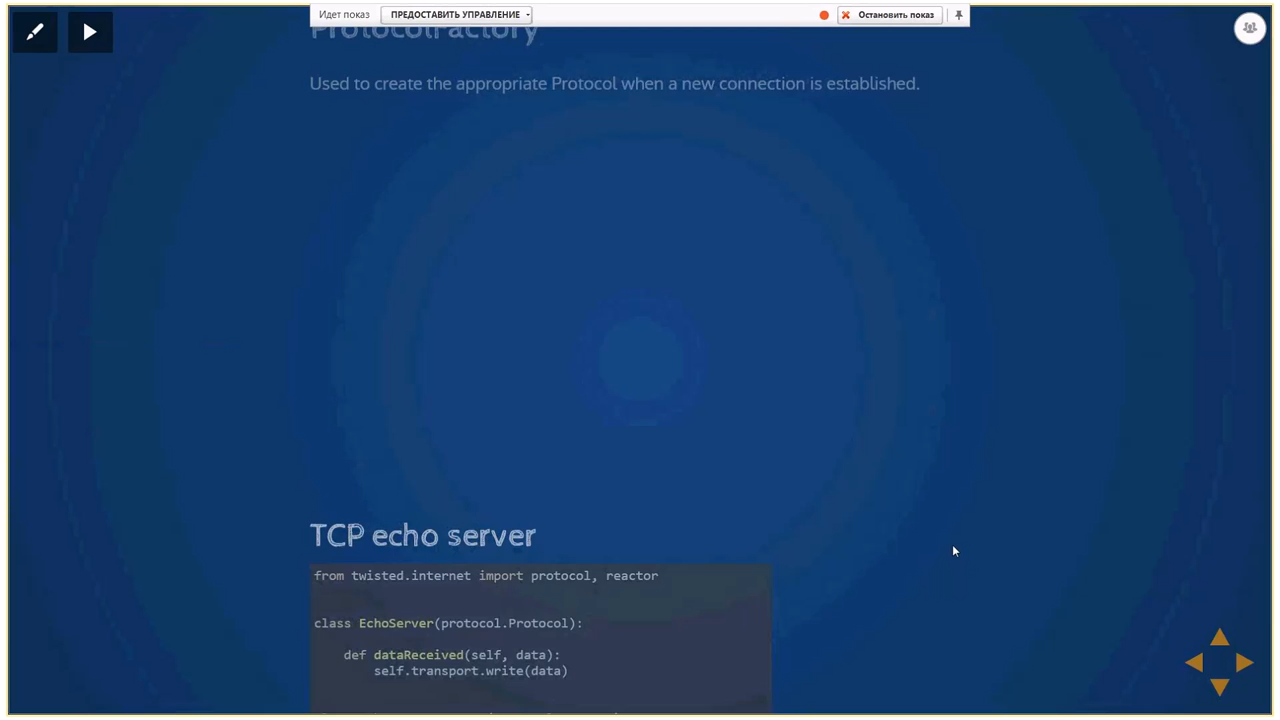 Идет показ
ПРЕДОСТАВИТЬ УПРАВЛЕНИЕ
Остановить показ
ProtocolFactory
Used to create the appropriate Protocol when a new connection is established.
TCP echo server
from twisted.internet import protocol, reactor
class EchoServer(protocol.Protocol):
def dataReceived(self, data):
self.transport.write(data)